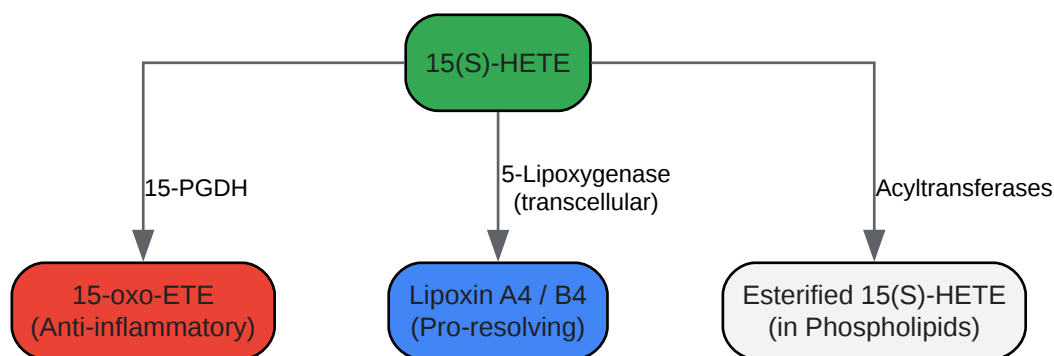 15(S)-HETE
15-PGDH
5-Lipoxygenase
(transcellular)
Acyltransferases
15-oxo-ETE
(Anti-inflammatory)
Lipoxin A4 / B4
(Pro-resolving)
Esterified 15(S)-HETE
(in Phospholipids)